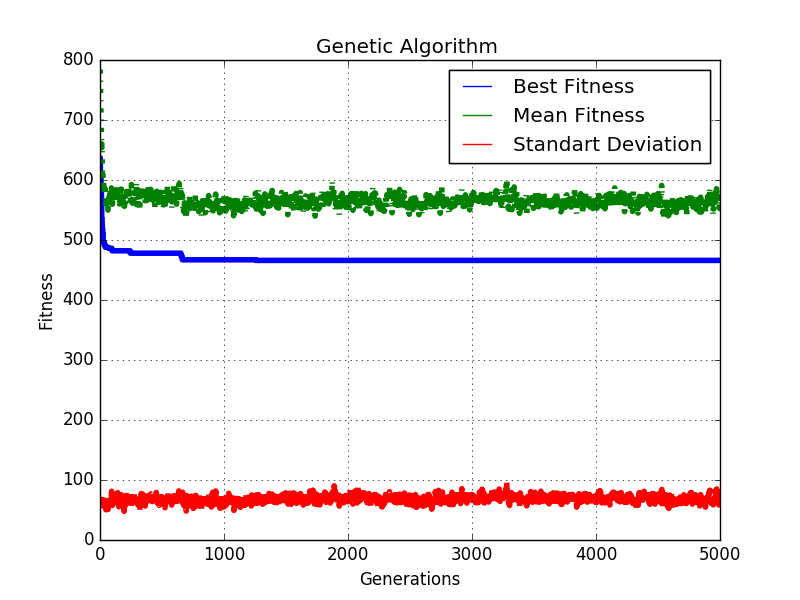 Genetic Algorithm
800
700
600
500
400
300
200
100
0
Fitness
Best Fitness
Mean Fitness
Standart Deviation
0 1000 2000 3000 4000 5000
Generations